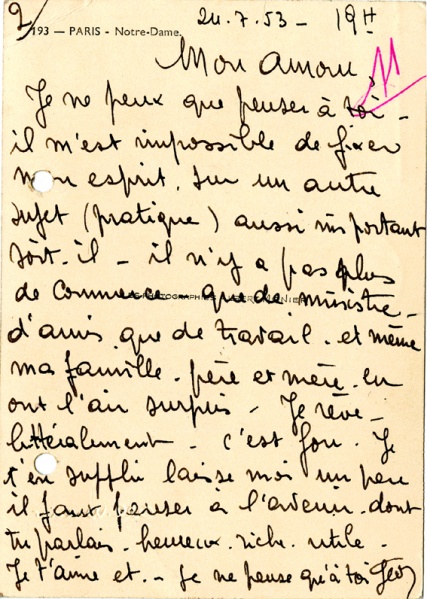 2/
24.7.53 – 19H
193 — PARIS - Notre-Dame.
Mon amour,
11
Je ne peux que penser à toi -
il m'est impossible de fixer
mon esprit. sur un autre
sujet (pratique) aussi important
soit-il - il n'y a pas plus
de commerce que de ministre -
d'amis que de travail. et même
ma famille. père et mère. en
ont l'air surpris - Je rêve -
littéralement - c'est fou. Je
t'en supplie laisse moi un peu
il faut penser à l'avenir. dont
tu parlais. heureux. riche. utile -
Je t'aime et. - je ne pense qu'à toi Geo